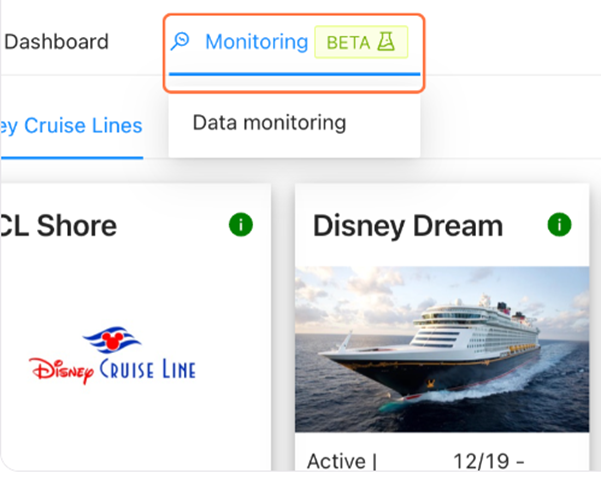 Dashboard
Monitoring BETA
Data monitoring
ey Cruise Lines
CL Shore
Disney Dream
Disney CRUISE LINE
Active |
12/19 -